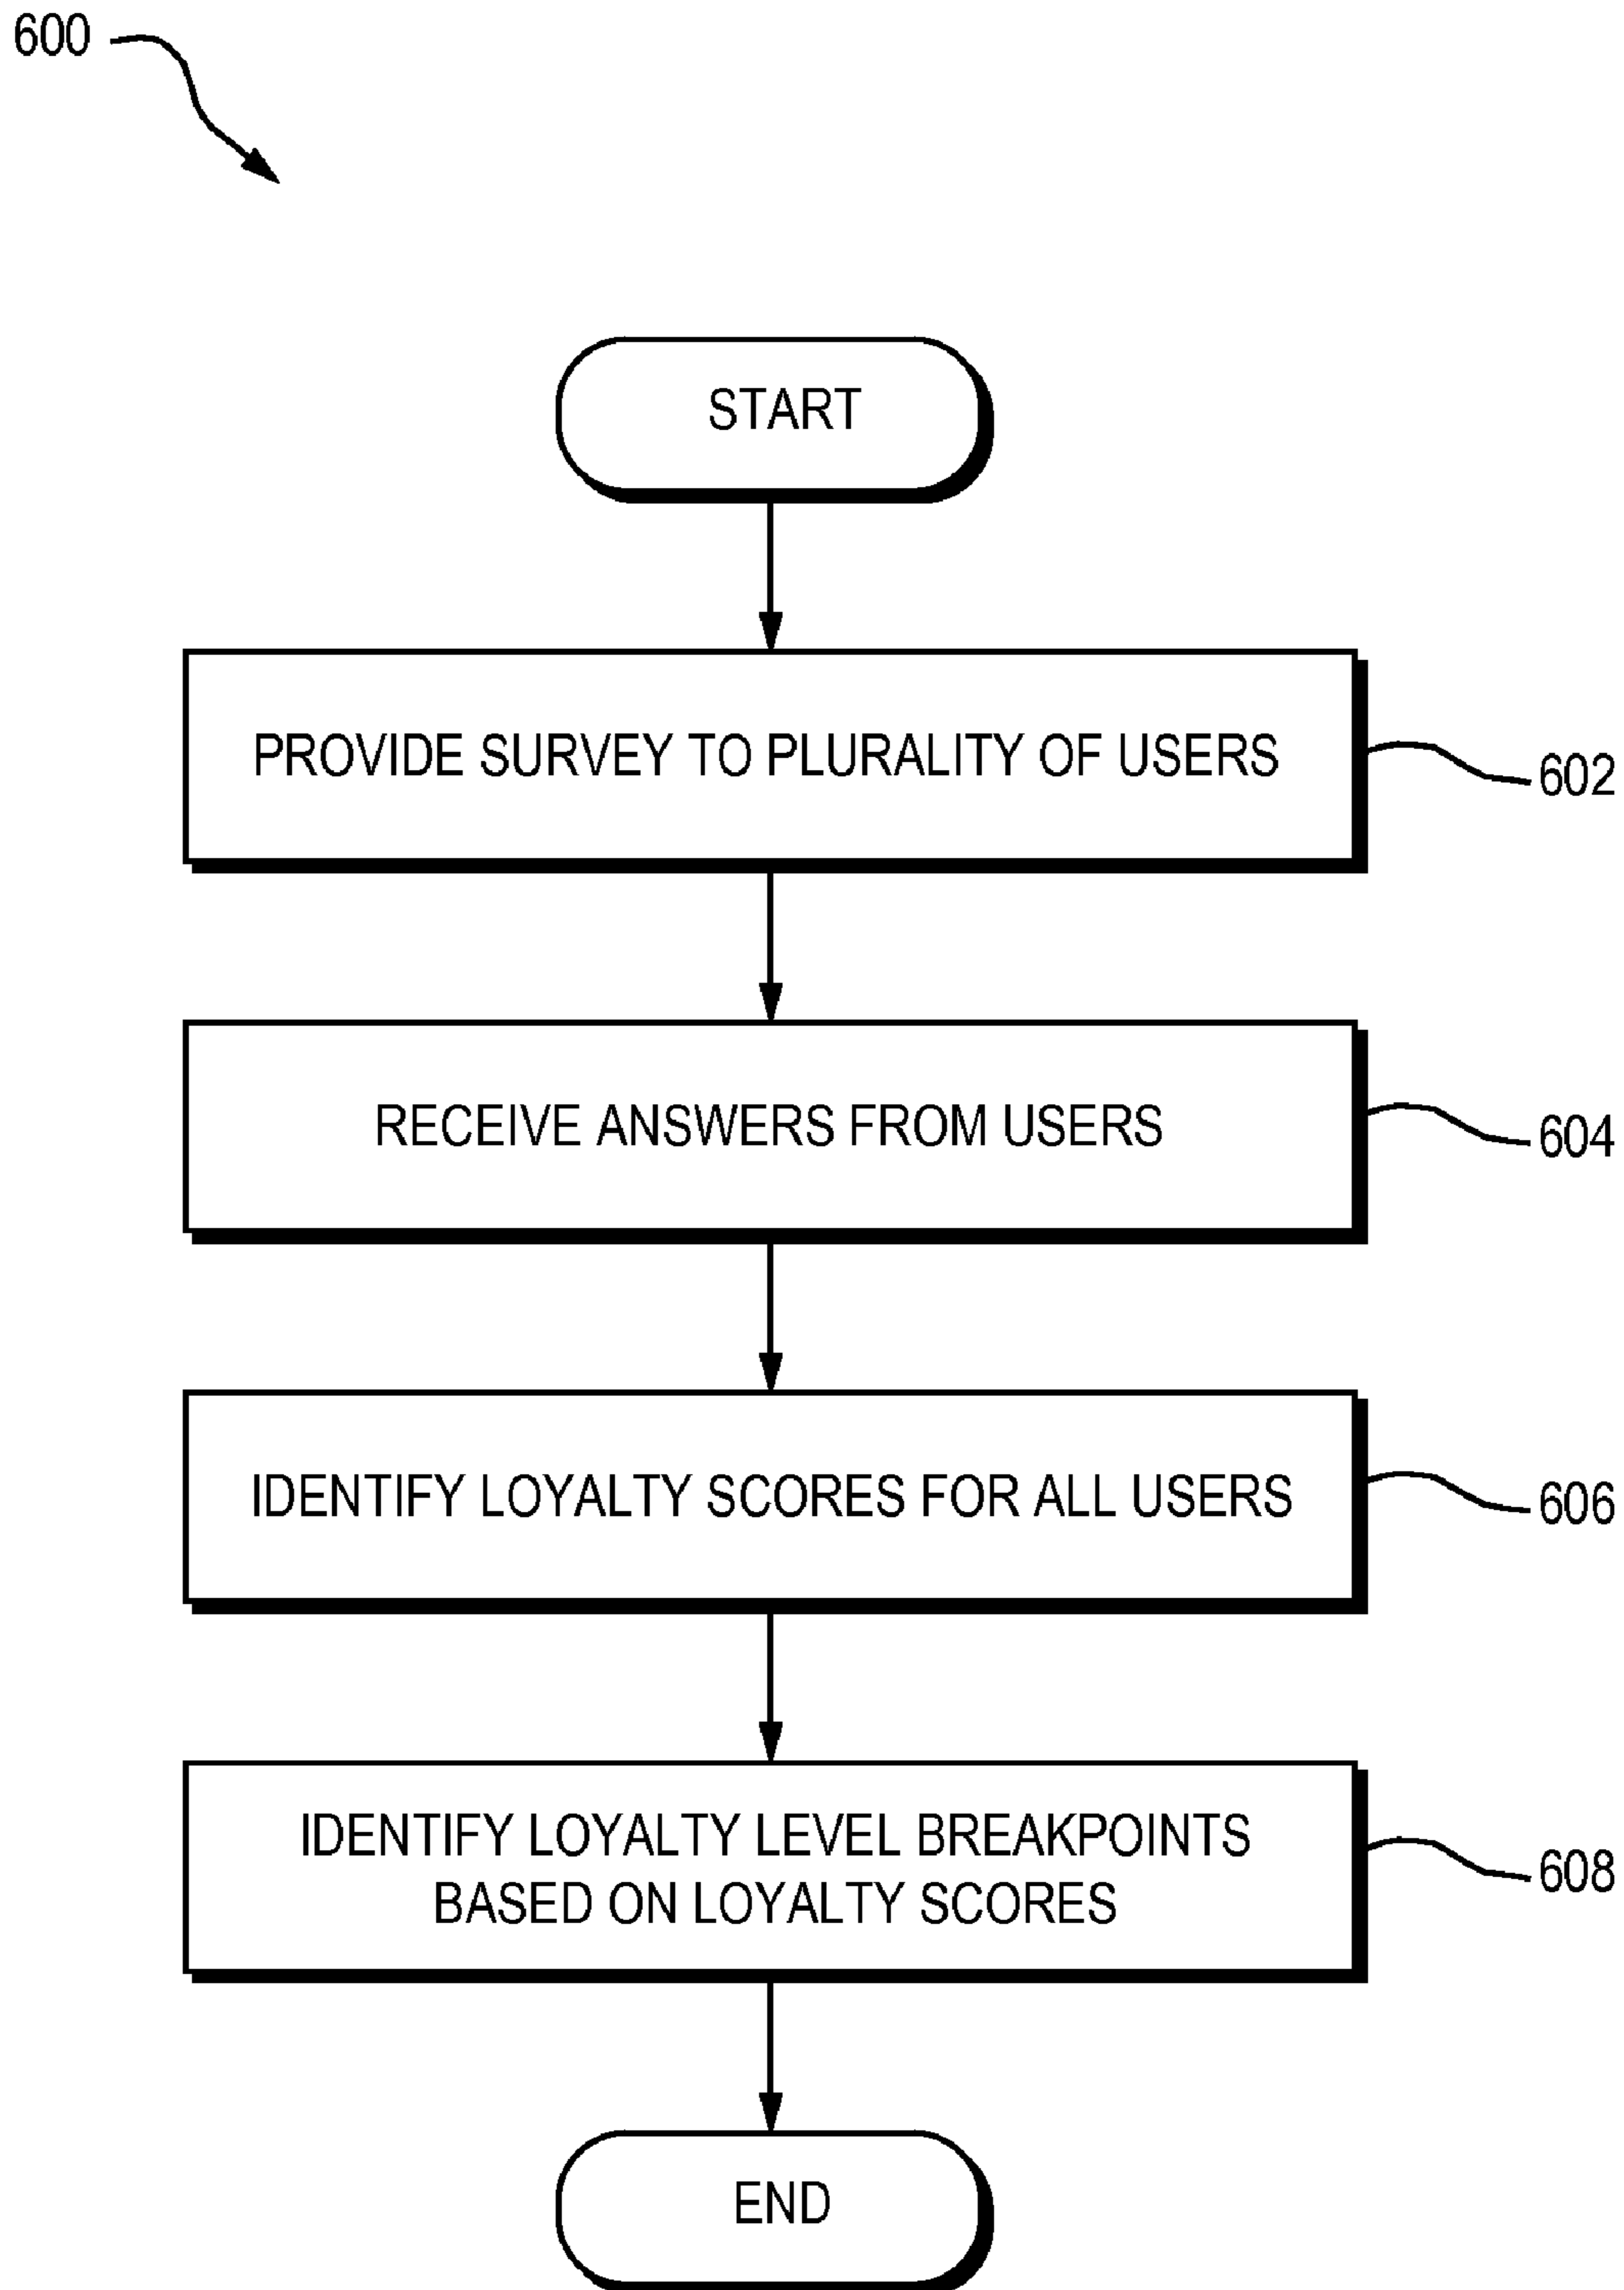 600
START
PROVIDE SURVEY TO PLURALITY OF USERS
602
RECEIVE ANSWERS FROM USERS
604
IDENTIFY LOYALTY SCORES FOR ALL USERS
606
IDENTIFY LOYALTY LEVEL BREAKPOINTS
BASED ON LOYALTY SCORES
608
END